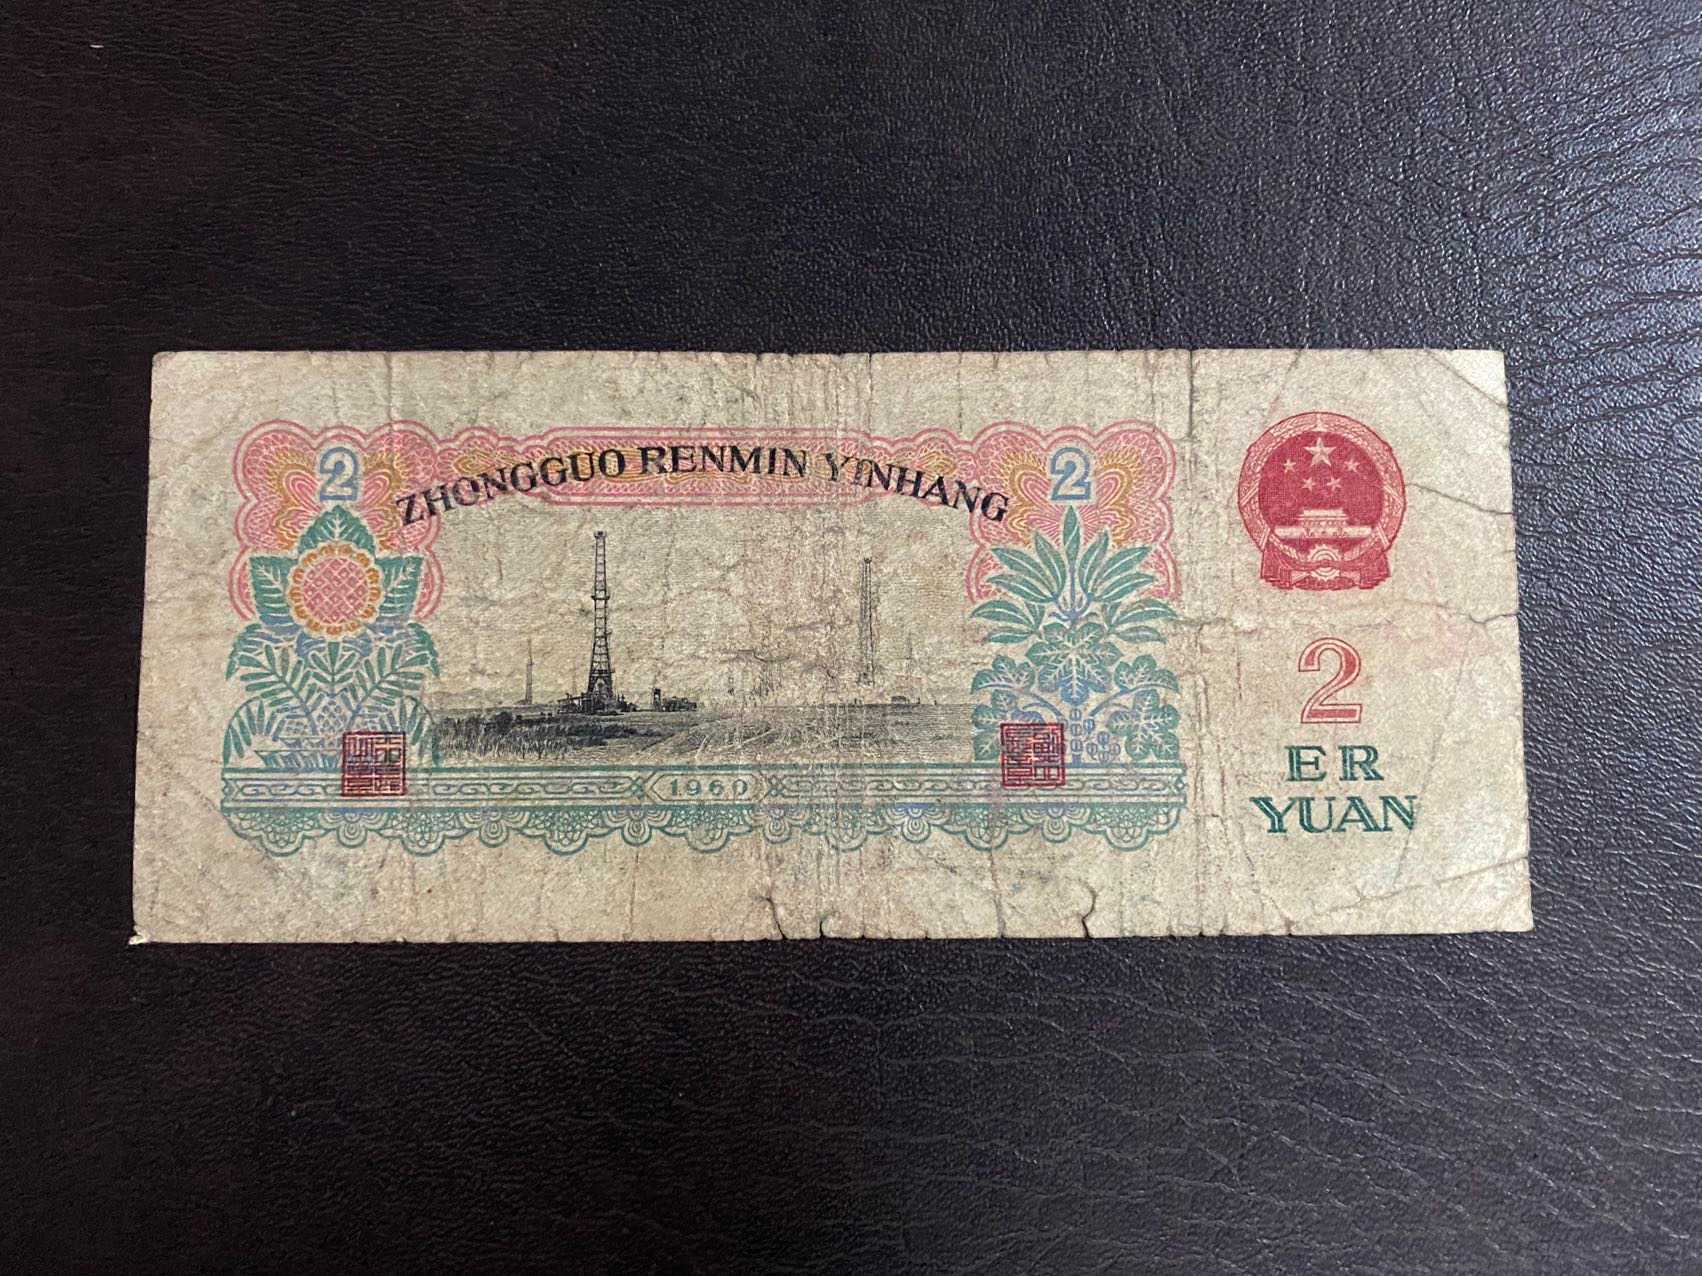 2
ZHONGGUO RENMIN YINHANG
2
1960
2
ER
YUAN